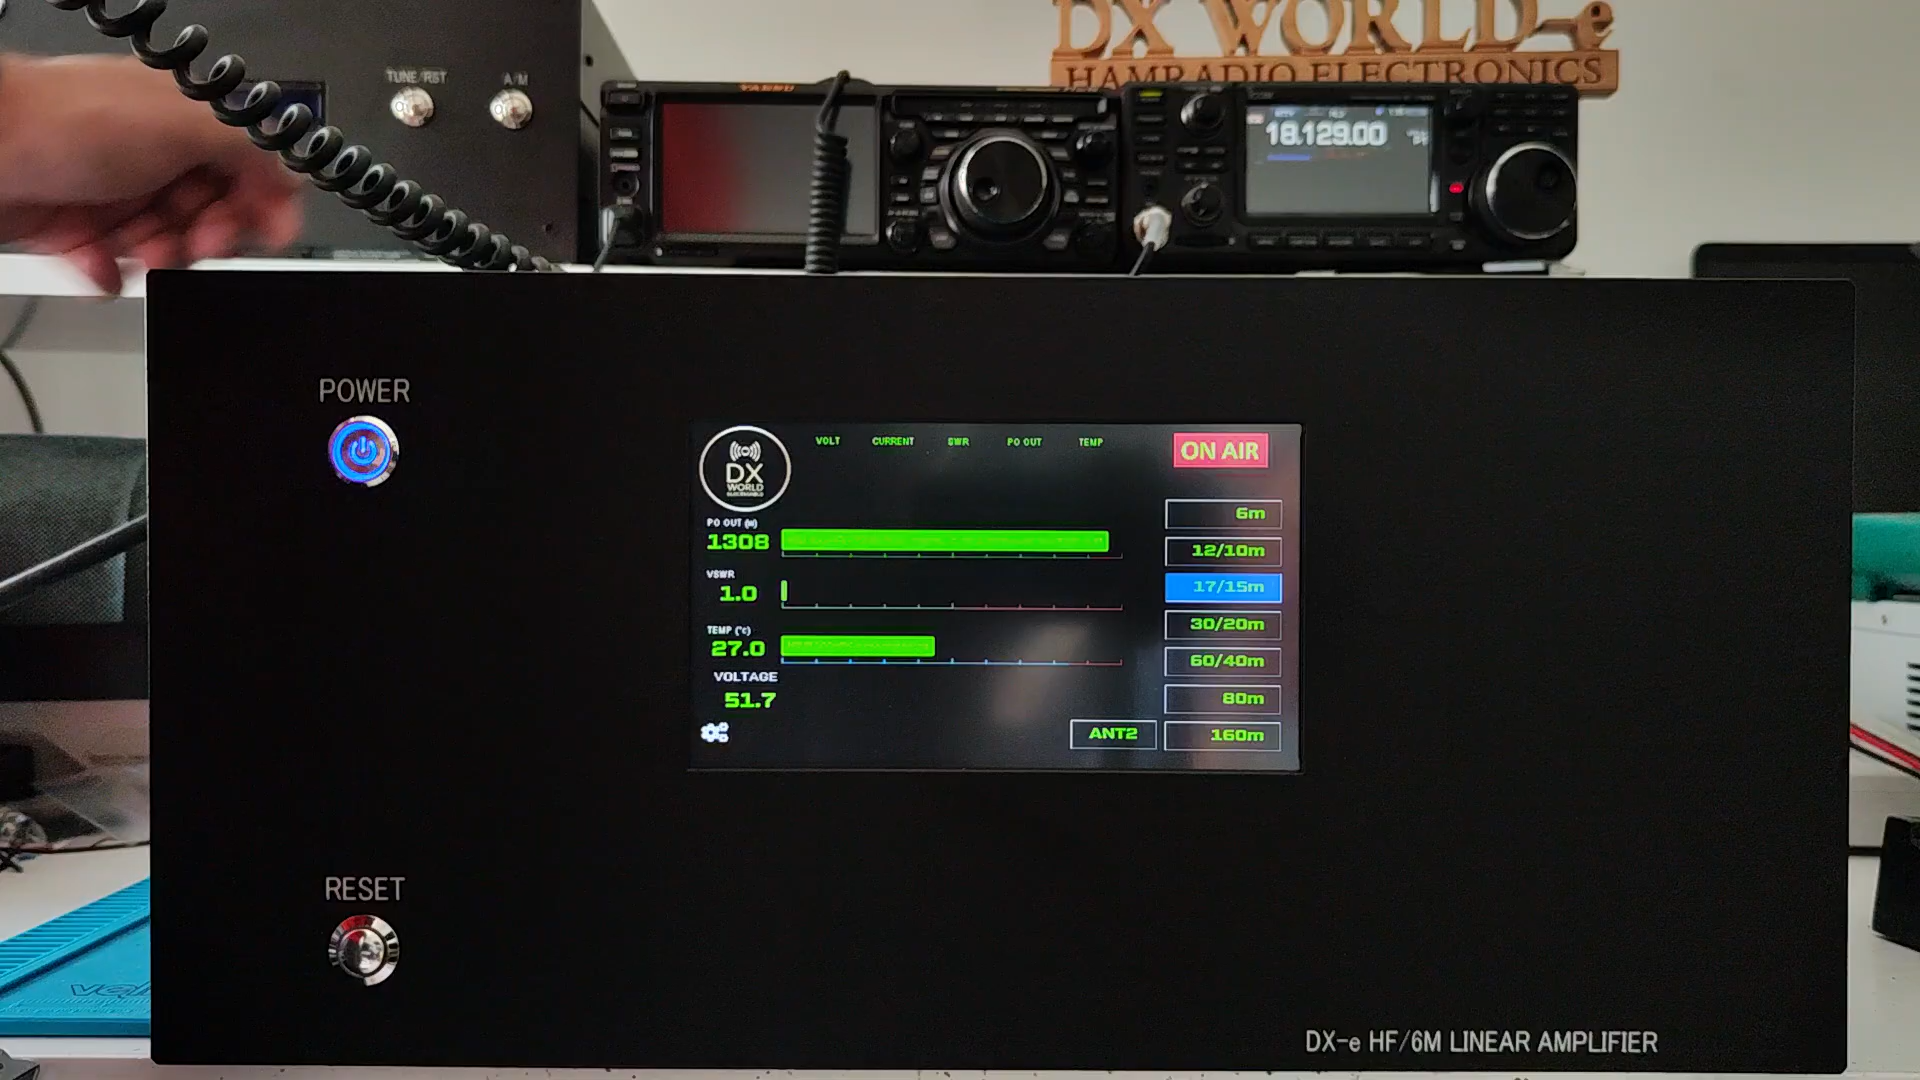 DX WORLD-e
HAMRADIO ELECTRONICS
TUNE/RST
A/M
YAESU
ICOM
18.129.00
POWER
DX
WORLD
VOLT
CURRENT
SWR
PO OUT
TEMP
ON AIR
PO OUT (W)
1308
VSWR
1.0
TEMP (°c)
27.0
VOLTAGE
51.7
6m
12/10m
17/15m
30/20m
60/40m
80m
160m
ANT2
RESET
DX-e HF/6M LINEAR AMPLIFIER